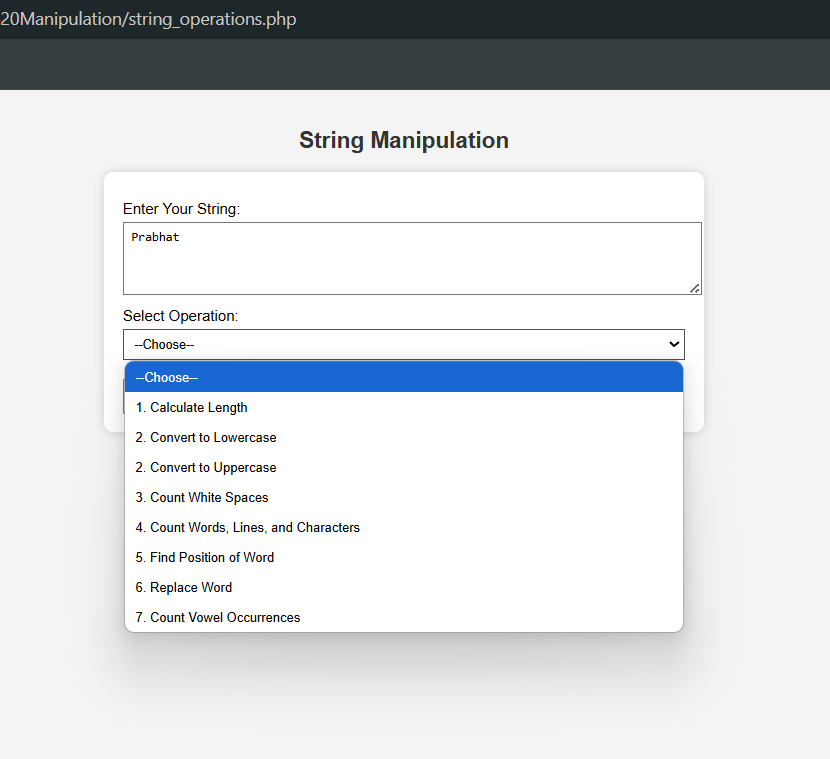 20Manipulation/string_operations.php
String Manipulation
Enter Your String:
Prabhat
Select Operation:
--Choose--
--Choose--
1. Calculate Length
2. Convert to Lowercase
2. Convert to Uppercase
3. Count White Spaces
4. Count Words, Lines, and Characters
5. Find Position of Word
6. Replace Word
7. Count Vowel Occurrences